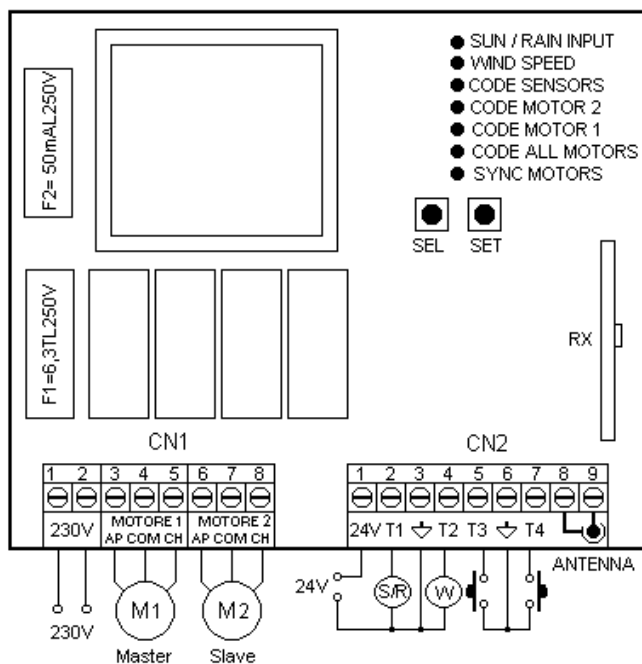 SUN / RAIN INPUT
WIND SPEED
CODE SENSORS
CODE MOTOR 2
CODE MOTOR 1
CODE ALL MOTORS
SYNC MOTORS
F2= 50mAL250V
SEL SET
F1=6,3TL250V
RX
CN1 CN2
1 2 3 4 5 6 7 8 1 2 3 4 5 6 7 8 9
230V MOTORE 1 MOTORE 2
AP COM CH AP COM CH
24V T1 T2 T3 T4
ANTENNA
24V S/R W
M1 M2
230V
Master Slave